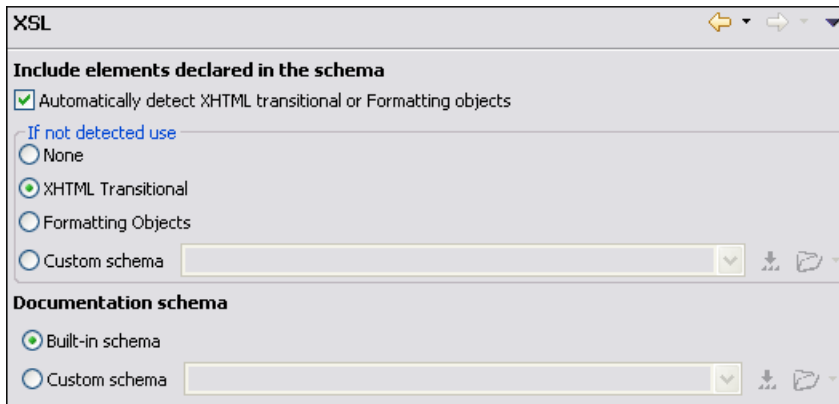 XSL
Include elements declared in the schema
Automatically detect XHTML transitional or Formatting objects
If not detected use
None
XHTML Transitional
Formatting Objects
Custom schema
Documentation schema
Built-in schema
Custom schema